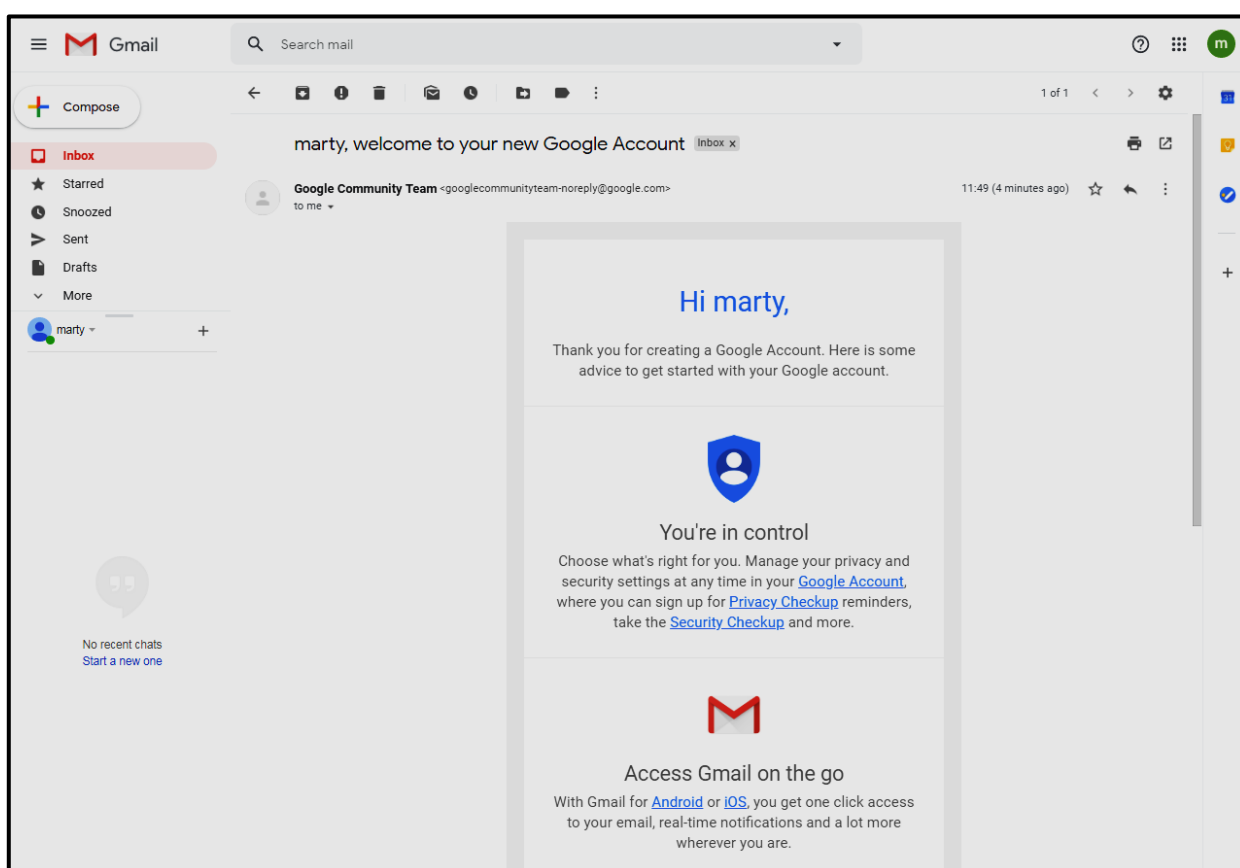 Gmail
Search mail
m
Compose
1 of 1
31
marty, welcome to your new Google Account Inbox x
Inbox
Starred
Snoozed
Sent
Drafts
More
marty
Google Community Team <googlecommunityteam-noreply@google.com>
11:49 (4 minutes ago)
to me
Hi marty,
Thank you for creating a Google Account. Here is some
advice to get started with your Google account.
You're in control
Choose what's right for you. Manage your privacy and
security settings at any time in your Google Account,
where you can sign up for Privacy Checkup reminders,
take the Security Checkup and more.
No recent chats
Start a new one
Access Gmail on the go
With Gmail for Android or iOS, you get one click access
to your email, real-time notifications and a lot more
wherever you are.